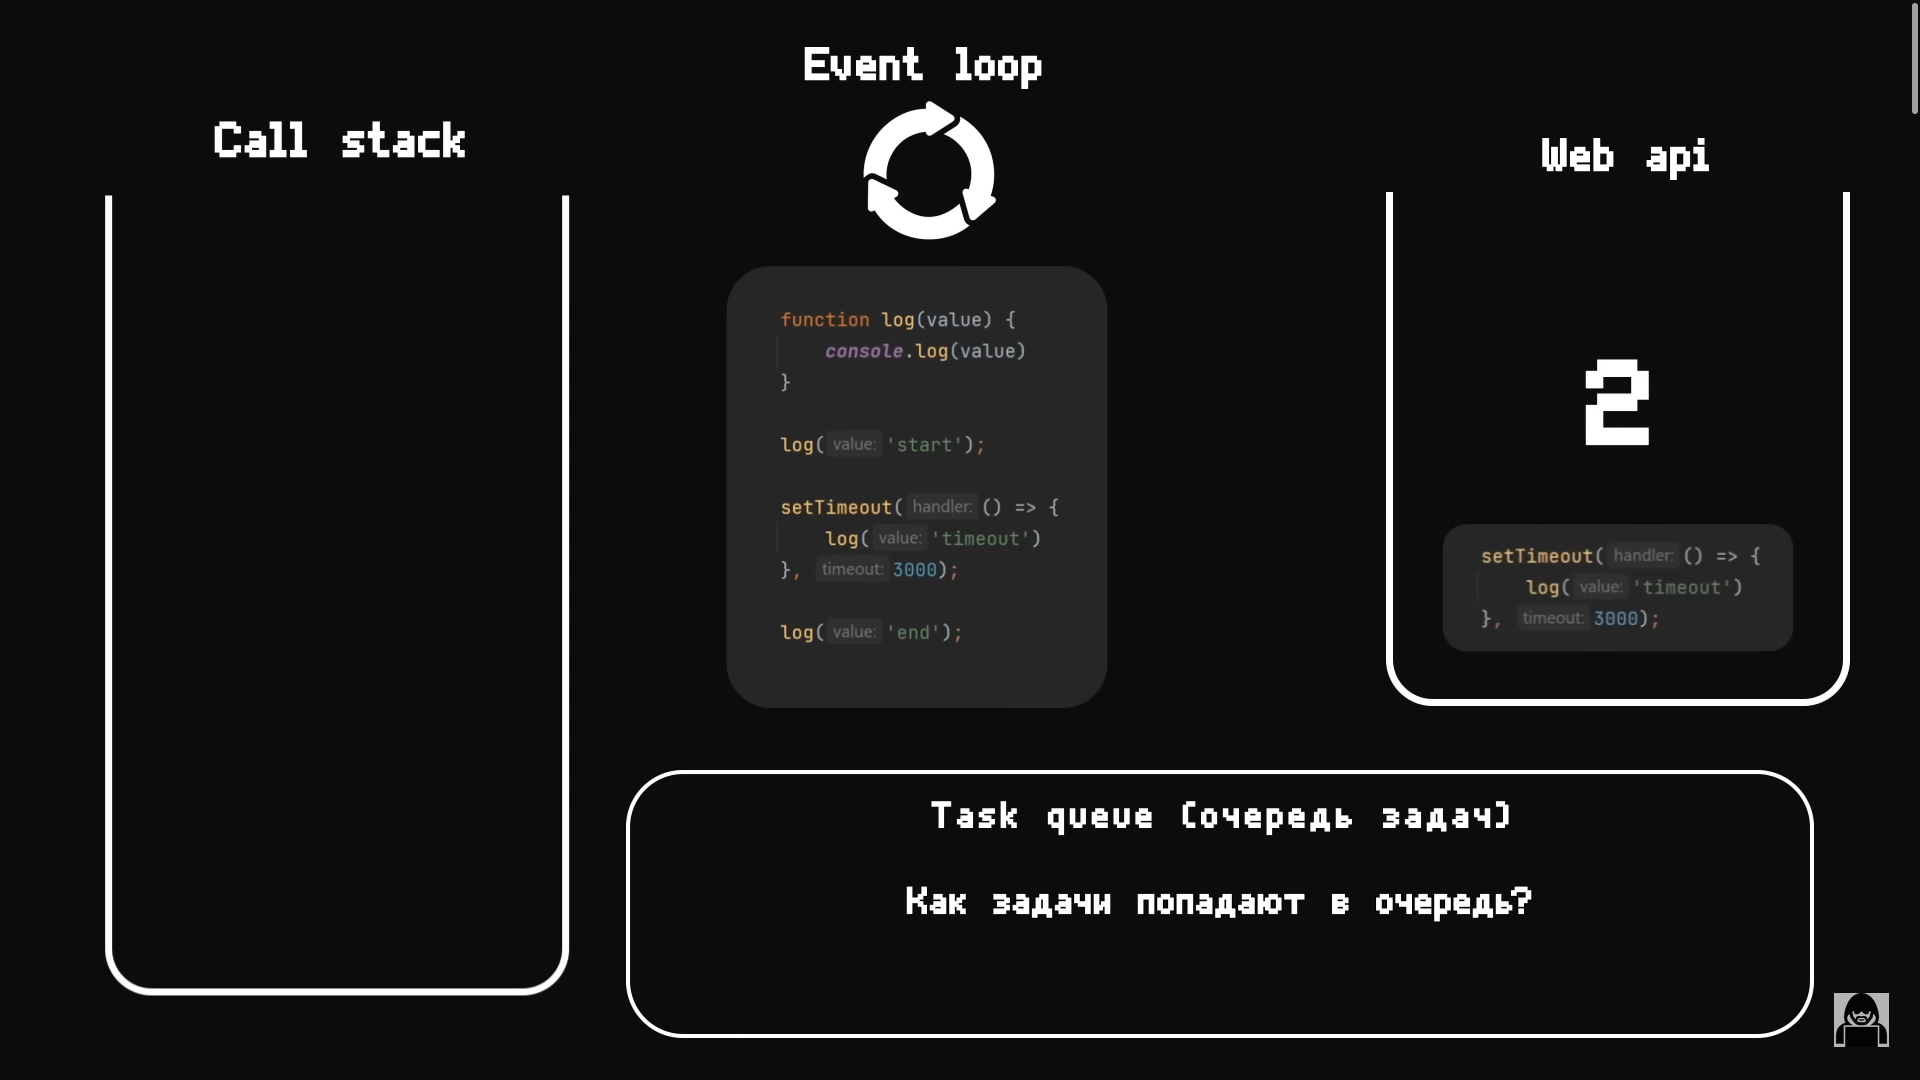 Event loop
Call stack
Web api
function log(value) {
console.log(value)
}
log( value: 'start');
setTimeout( handler: () => {
log( value: 'timeout')
}, timeout: 3000);
log( value: 'end');
2
setTimeout( handler: () => {
log( value: 'timeout')
}, timeout: 3000);
Task queue (очередь задач)
Как задачи попадают в очередь?